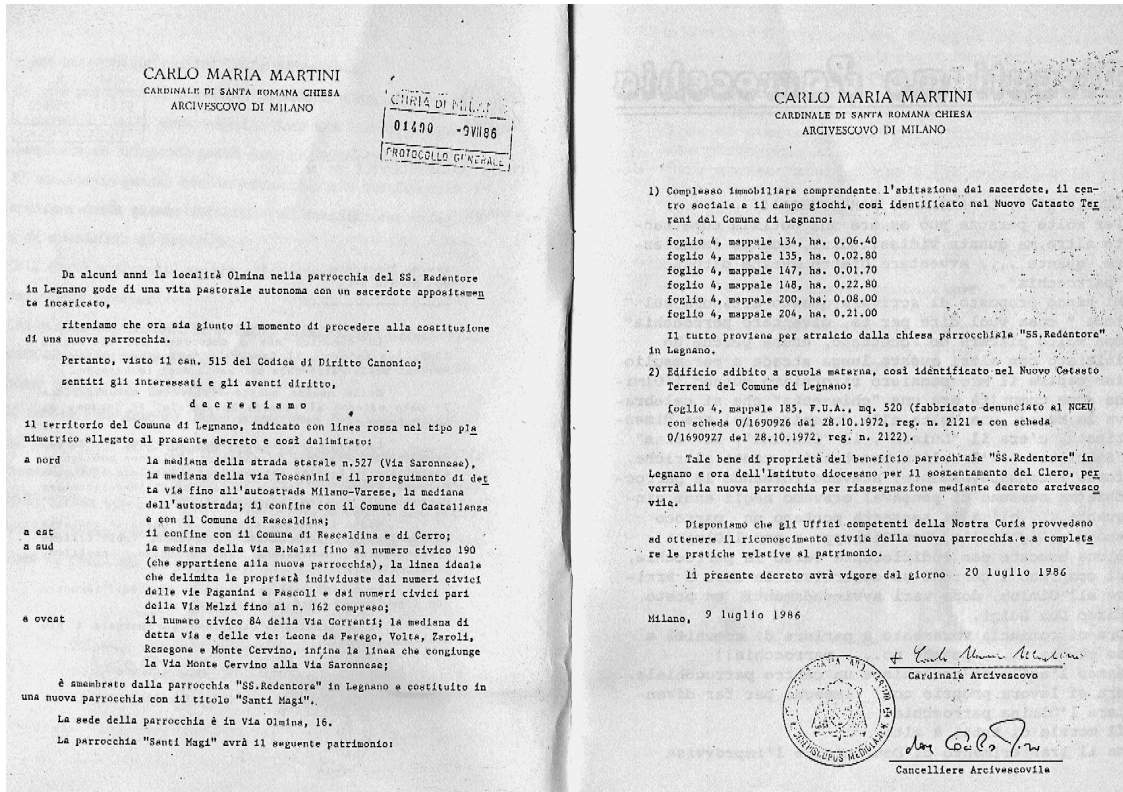 CARLO MARIA MARTINI
CARDINALE DI SANTA ROMANA CHIESA
ARCIVESCOVO DI MILANO
CURIA DI MILANO
01490 -9VII86
PROTOCOLLO GENERALE
Da alcuni anni la località Olmina nella parrocchia del SS. Redentore
in Legnano gode di una vita pastorale autonoma con un sacerdote appositamen
te incaricato,
riteniamo che ora sia giunto il momento di procedere alla costituzione
di una nuova parrocchia.
Pertanto, visto il can. 515 del Codice di Diritto Canonico;
sentiti gli interessati e gli aventi diritto,
d e c r e t i a m o
il territorio del Comune di Legnano, indicato con linea rossa nel tipo pla
nimetrico allegato al presente decreto e così delimitato:
a nord la mediana della strada statale n.527 (Via Saronnese),
la mediana della via Toscanini e il proseguimento di det
ta via fino all'autostrada Milano-Varese, la mediana
dell'autostrada; il confine con il Comune di Castellanza
e con il Comune di Rescaldina;
a est il confine con il Comune di Rescaldina e di Cerro;
a sud la mediana della Via B.Melzi fino al numero civico 190
(che appartiene alla nuova parrocchia), la linea ideale
che delimita le proprietà individuate dai numeri civici
delle vie Paganini e Pascoli e dai numeri civici pari
della Via Melzi fino al n. 162 compreso;
a ovest il numero civico 84 della Via Correnti; la mediana di
detta via e delle vie: Leone da Perego, Volta, Zaroli,
Resegone e Monte Cervino, infine la linea che congiunge
la Via Monte Cervino alla Via Saronnese;
è smembrato dalla parrocchia "SS.Redentore" in Legnano e costituito in
una nuova parrocchia con il titolo "Santi Magi".
La sede della parrocchia è in Via Olmina, 16.
La parrocchia "Santi Magi" avrà il seguente patrimonio:
CARLO MARIA MARTINI
CARDINALE DI SANTA ROMANA CHIESA
ARCIVESCOVO DI MILANO
1) Complesso immobiliare comprendente l'abitazione del sacerdote, il cen-
tro sociale e il campo giochi, così identificato nel Nuovo Catasto Ter
reni del Comune di Legnano:
foglio 4, mappale 134, ha. 0.06.40
foglio 4, mappale 135, ha. 0.02.80
foglio 4, mappale 147, ha. 0.01.70
foglio 4, mappale 148, ha. 0.22.80
foglio 4, mappale 200, ha. 0.08.00
foglio 4, mappale 204, ha. 0.21.00
Il tutto proviene per stralcio dalla chiesa parrocchiale "SS.Redentore"
in Legnano.
2) Edificio adibito a scuola materna, così identificato nel Nuovo Catasto
Terreni del Comune di Legnano:
foglio 4, mappale 185, F.U.A., mq. 520 (fabbricato denunciato al NCEU
con scheda 0/1690926 del 28.10.1972, reg. n. 2121 e con scheda
0/1690927 del 28.10.1972, reg. n. 2122).
Tale bene di proprietà del beneficio parrochiale "SS.Redentore" in
Legnano e ora dell'Istituto diocesano per il sostentamento del Clero, per
verrà alla nuova parrocchia per riassegnazione mediante decreto arcivesco
vile.
Disponiamo che gli Uffici competenti della Nostra Curia provvedano
ad ottenere il riconoscimento civile della nuova parrocchia e a completa
re le pratiche relative al patrimonio.
Il presente decreto avrà vigore dal giorno 20 luglio 1986
Milano, 9 luglio 1986
+ Carlo Maria Martini
Cardinale Arcivescovo
Cancelliere Arcivescovile